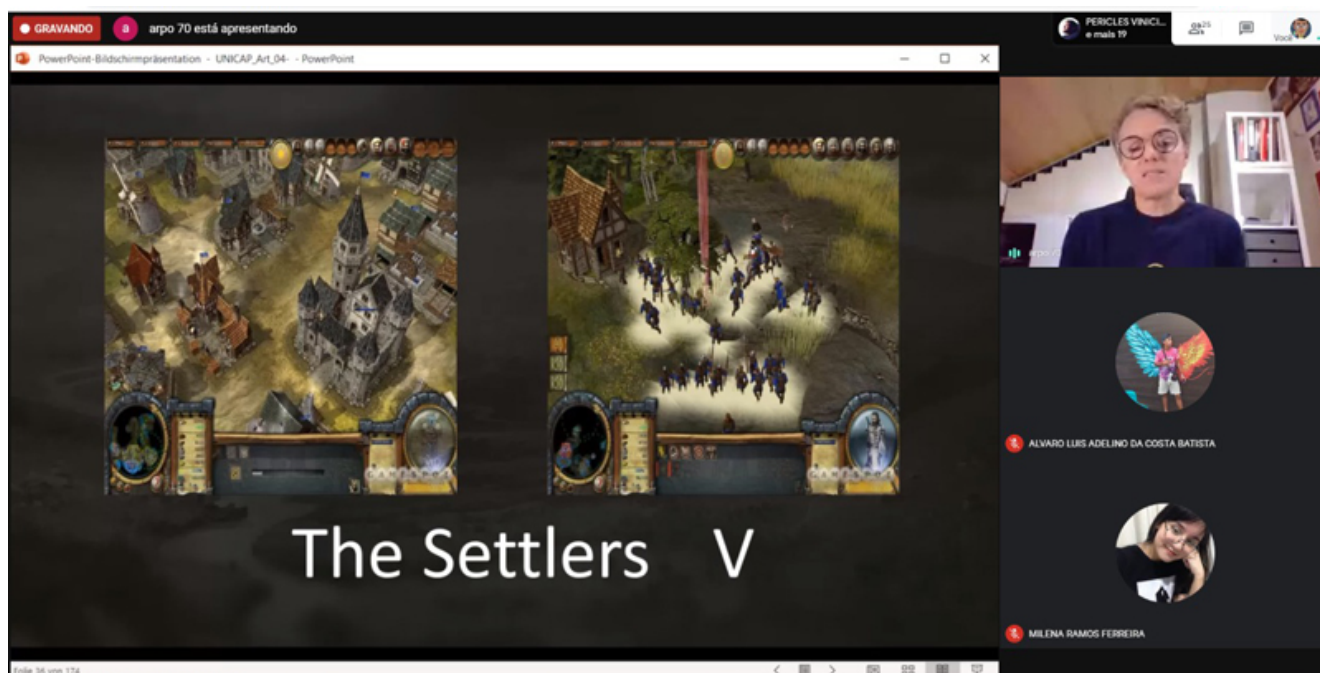 GRAVANDO
a
arpo 70 está apresentando
PERICLES VINICI...
e mais 19
25
Você
PowerPoint-Bildschirmpräsentation - UNICAP_Art_04- - PowerPoint
The Settlers V
arpo
ALVARO LUIS ADELINO DA COSTA BATISTA
MILENA RAMOS FERREIRA
Folie 36 von 174